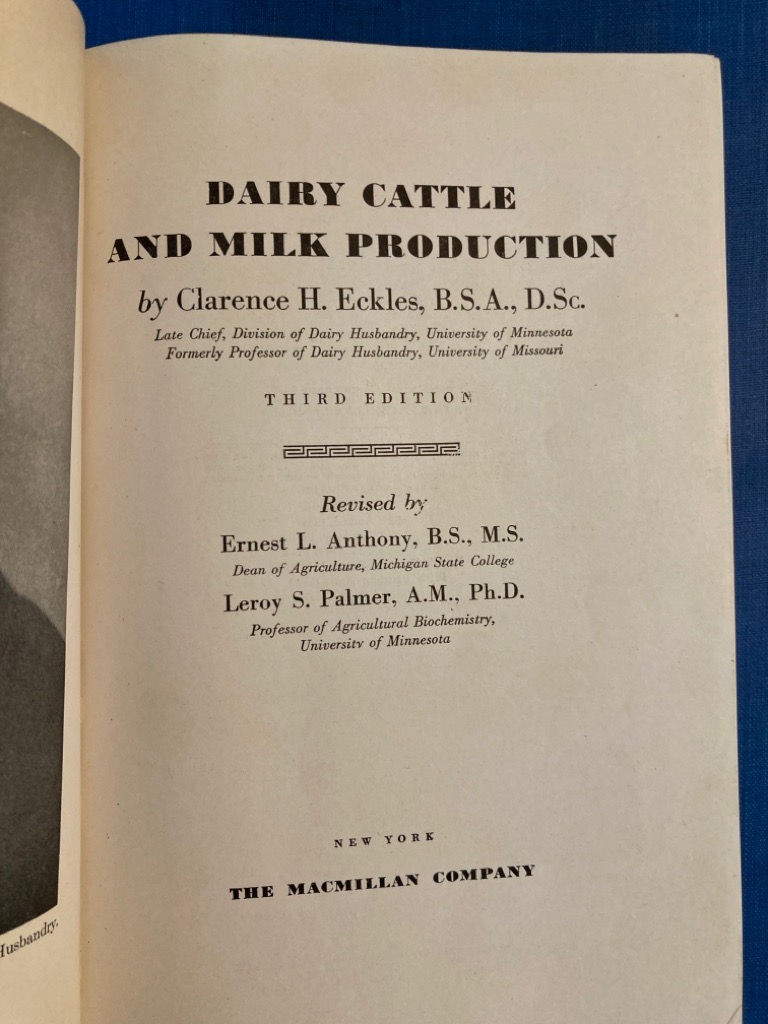 DAIRY CATTLE
AND MILK PRODUCTION
by Clarence H. Eckles, B.S.A., D.Sc.
Late Chief, Division of Dairy Husbandry, University of Minnesota
Formerly Professor of Dairy Husbandry, University of Missouri
THIRD EDITION
Revised by
Ernest L. Anthony, B.S., M.S.
Dean of Agriculture, Michigan State College
Leroy S. Palmer, A.M., Ph.D.
Professor of Agricultural Biochemistry,
University of Minnesota
NEW YORK
THE MACMILLAN COMPANY
Husbandry.